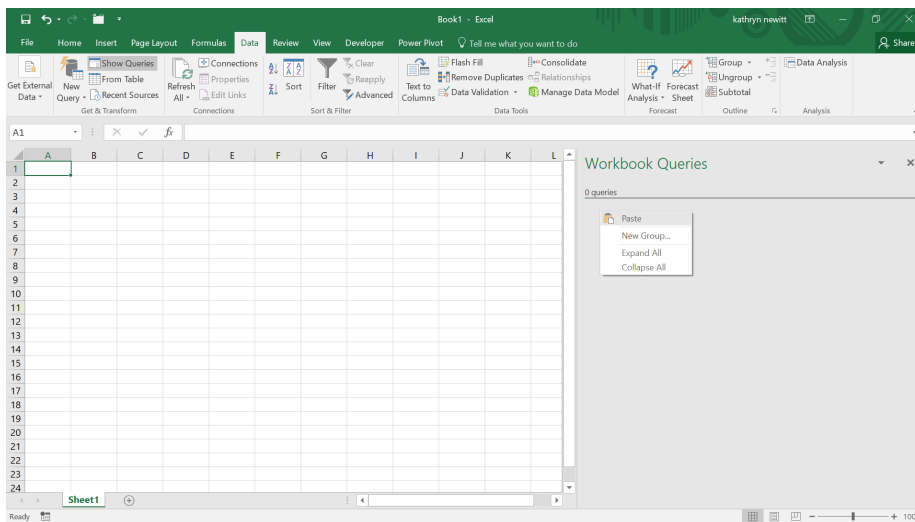 Book1 - Excel
kathryn newitt
File Home Insert Page Layout Formulas Data Review View Developer Power Pivot Tell me what you want to do Share
Get External Data
New Query
Show Queries
From Table
Recent Sources
Get & Transform
Refresh All
Connections
Properties
Edit Links
Connections
A Z
Z A
Z A
A Z
Sort
Filter
Clear
Reapply
Advanced
Sort & Filter
Text to Columns
Flash Fill
Remove Duplicates
Data Validation
Consolidate
Relationships
Manage Data Model
Data Tools
What-If Analysis
Forecast Sheet
Forecast
Group
Ungroup
Subtotal
Outline
Data Analysis
Analysis
A1
fx
A B C D E F G H I J K L
1
2
3
4
5
6
7
8
9
10
11
12
13
14
15
16
17
18
19
20
21
22
23
24
Workbook Queries
0 queries
Paste
New Group...
Expand All
Collapse All
Sheet1
Ready
100